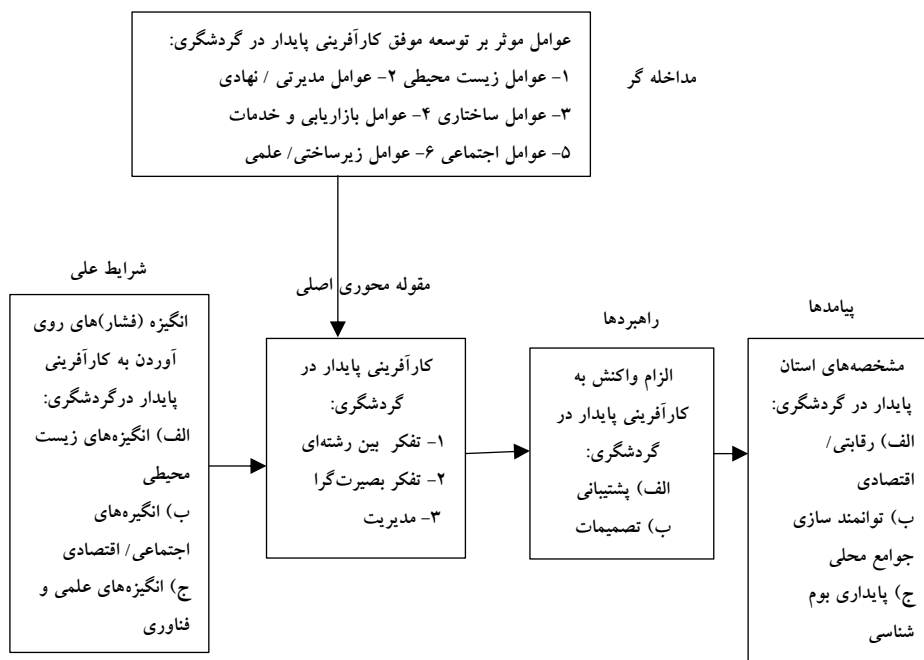 عوامل موثر بر توسعه موفق کارآفرینی پایدار در گردشگری:
۱- عوامل زیست محیطی ۲- عوامل مدیرتی / نهادی
۳- عوامل ساختاری ۴- عوامل بازاریابی و خدمات
۵- عوامل اجتماعی ۶- عوامل زیرساختی/ علمی
مداخله گر
شرایط علی
انگیزه (فشار)های روی
آوردن به کارآفرینی
پایدار درگردشگری:
الف) انگیزه‌های زیست
محیطی
ب) انگیره‌های
اجتماعی/ اقتصادی
ج) انگیزه‌های علمی و
فناوری
مقوله محوری اصلی
کارآفرینی پایدار در
گردشگری:
۱- تفکر بین رشته‌ای
۲- تفکر بصیرت‌گرا
۳- مدیریت
راهبردها
الزام واکنش به
کارآفرینی پایدار در
گردشگری:
الف) پشتیبانی
ب) تصمیمات
پیامدها
مشخصه‌های استان
پایدار در گردشگری:
الف) رقابتی/
اقتصادی
ب) توانمند سازی
جوامع محلی
ج) پایداری بوم
شناسی